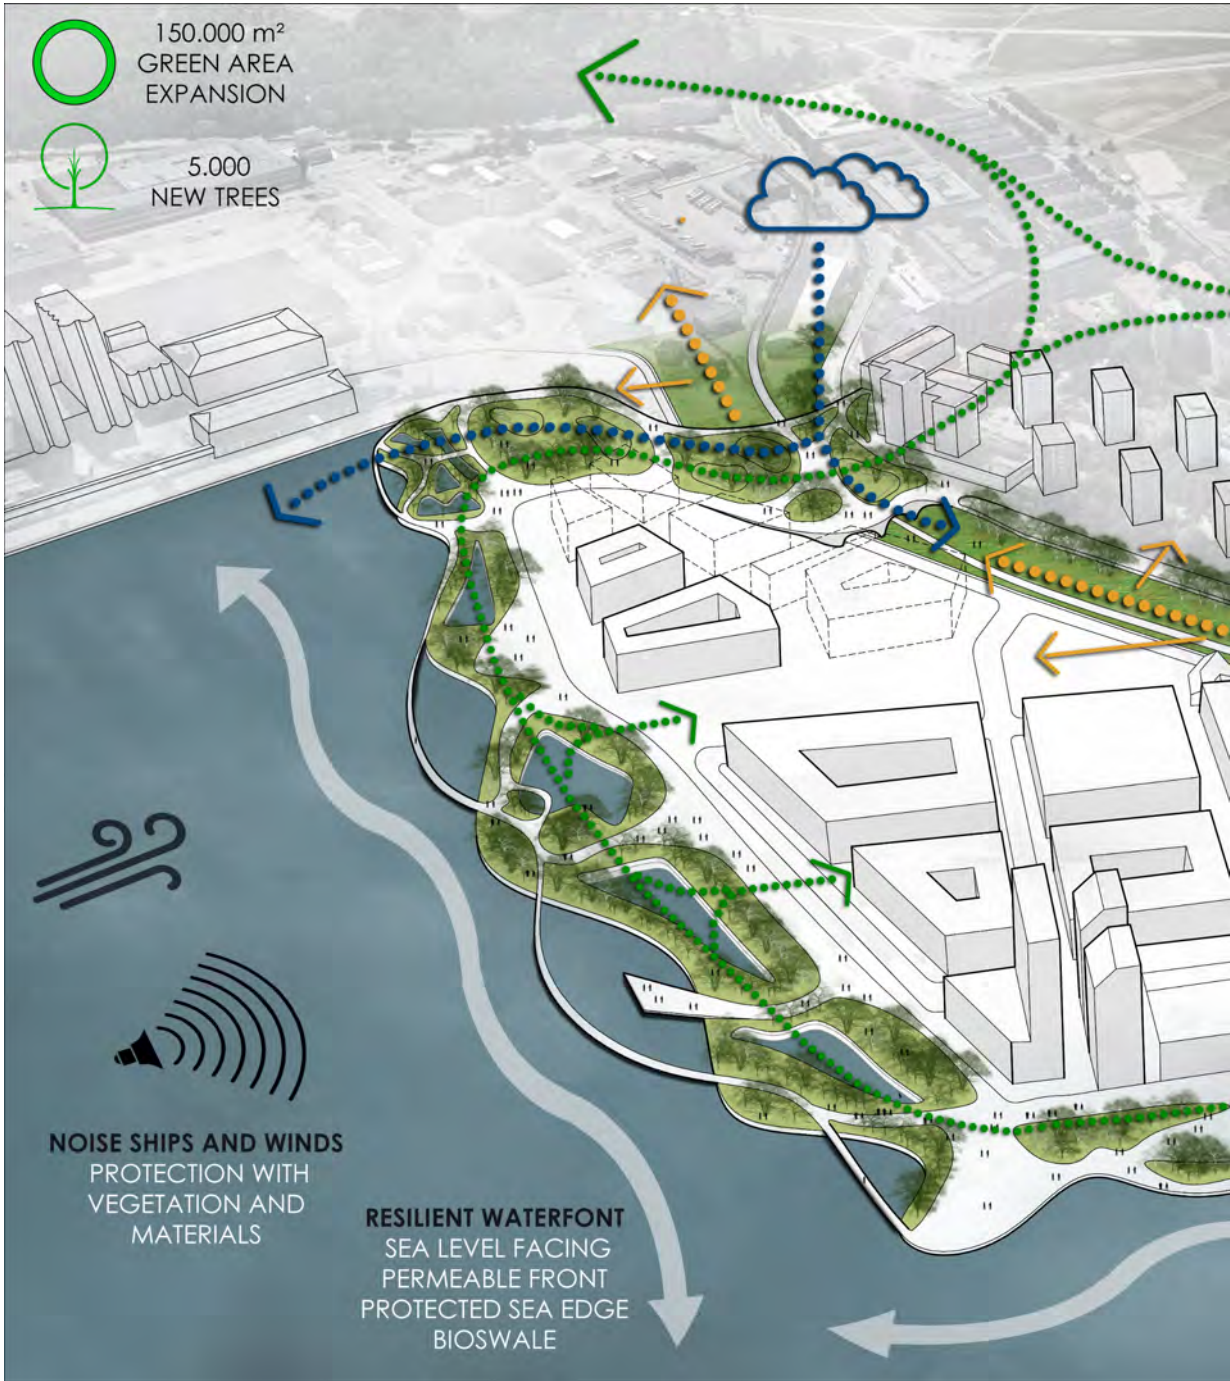 150.000 m²
GREEN AREA
EXPANSION
5.000
NEW TREES
NOISE SHIPS AND WINDS
PROTECTION WITH
VEGETATION AND
MATERIALS
RESILIENT WATERFONT
SEA LEVEL FACING
PERMEABLE FRONT
PROTECTED SEA EDGE
BIOSWALE